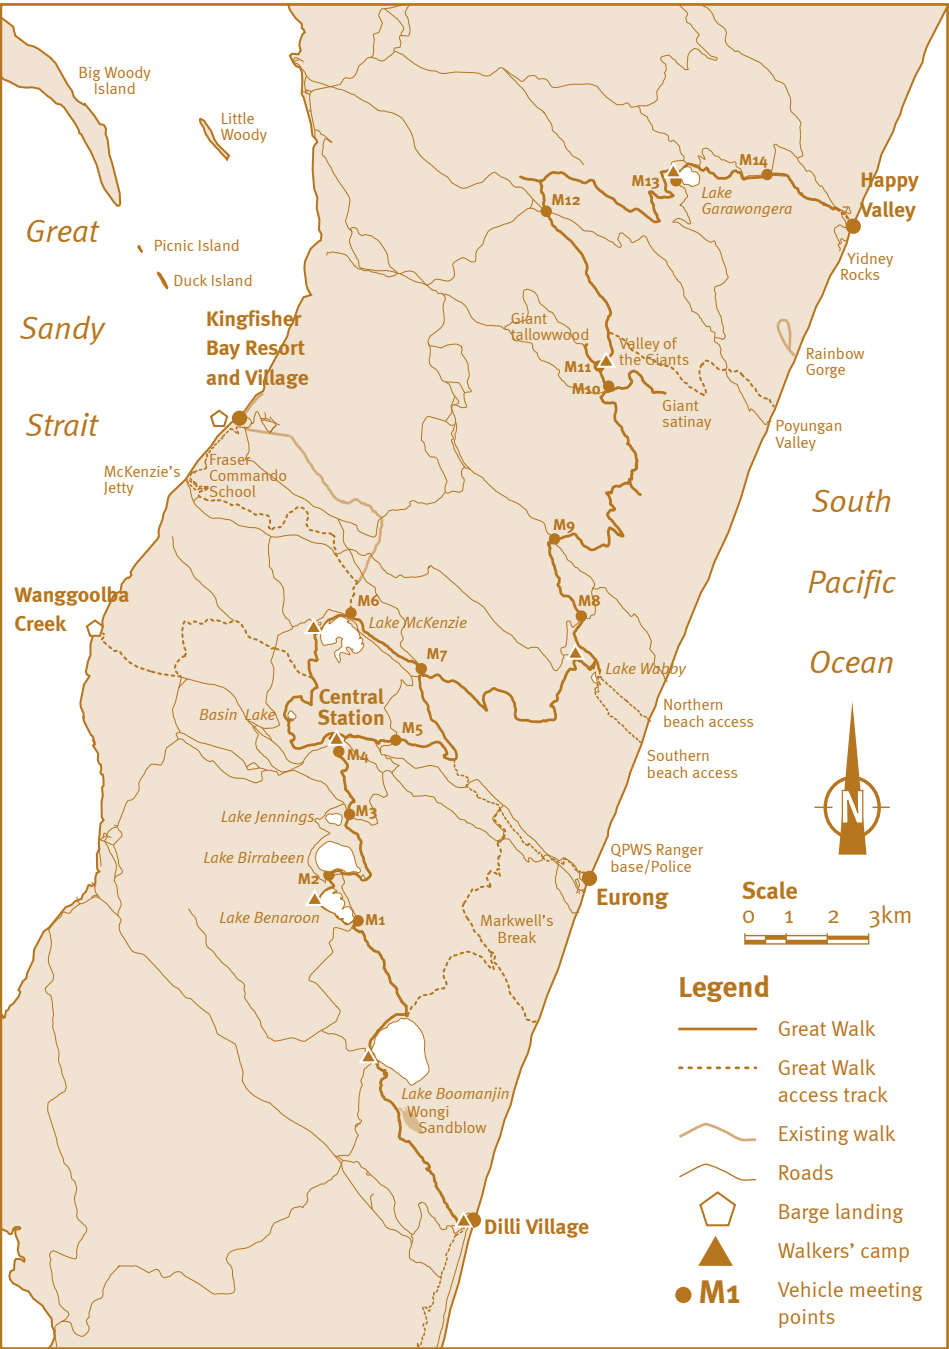 Big Woody
Island
Little
Woody
M14
M13
Happy
Valley
Lake
Garawongera
M12
Great
Picnic Island
Yidney
Rocks
Duck Island
Sandy
Kingfisher
Bay Resort
and Village
Giant
tallowwood
Valley of
the Giants
Rainbow
Gorge
M11
M10
Giant
satinay
Strait
Poyungan
Valley
McKenzie's
Jetty
Fraser
Commando
School
South
M9
Pacific
Wanggoolba
Creek
M6
M8
Lake McKenzie
M7
Lake Wabby
Ocean
Central
Station
Basin Lake
M5
Northern
beach access
M4
Southern
beach access
N
M3
Lake Jennings
Lake Birrabeen
QPWS Ranger
base/Police
M2
Eurong
Scale
0 1 2 3km
Lake Benaroon
M1
Markwell's
Break
Legend
Great Walk
Great Walk
access track
Lake Boomanjin
Wongi
Sandblow
Existing walk
Roads
Barge landing
Dilli Village
Walkers' camp
M1
Vehicle meeting
points